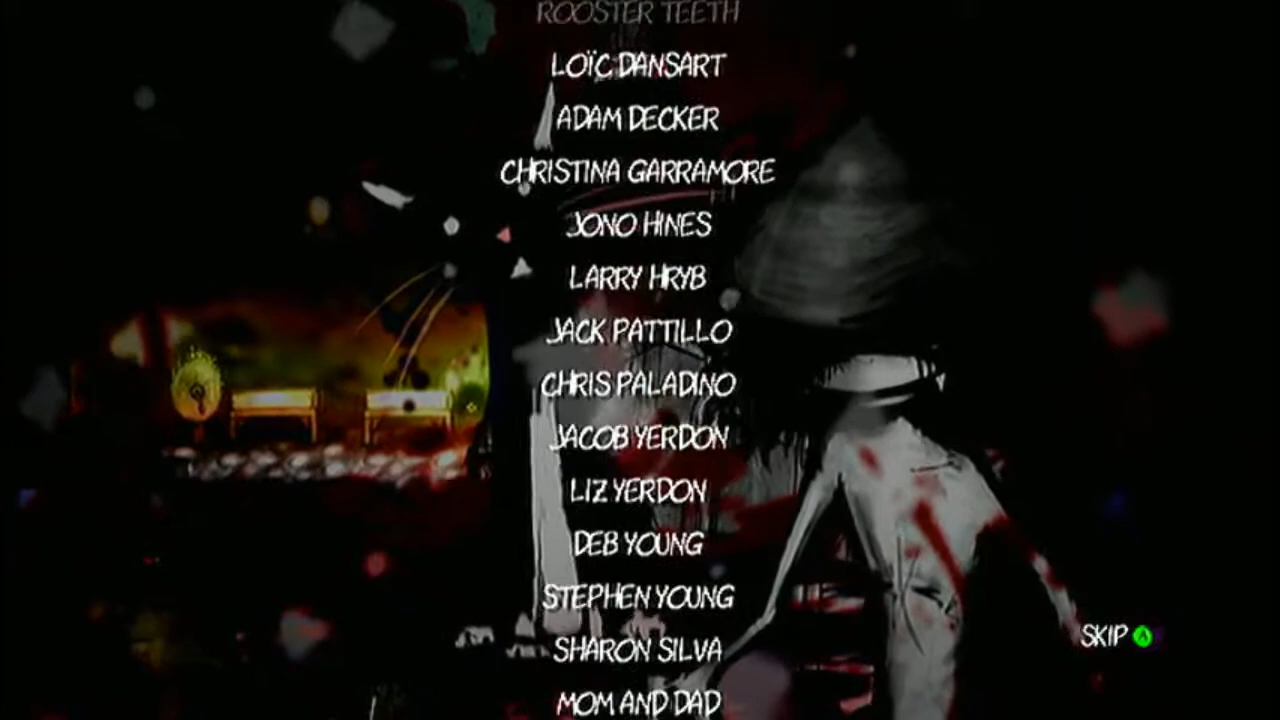 ROOSTER TEETH
LOÏC DANSART
ADAM DECKER
CHRISTINA GARRAMORE
JONO HINES
LARRY HRYB
JACK PATTILLO
CHRIS PALADINO
JACOB YERDON
LIZ YERDON
DEB YOUNG
STEPHEN YOUNG
SKIP A
SHARON SILVA
MOM AND DAD